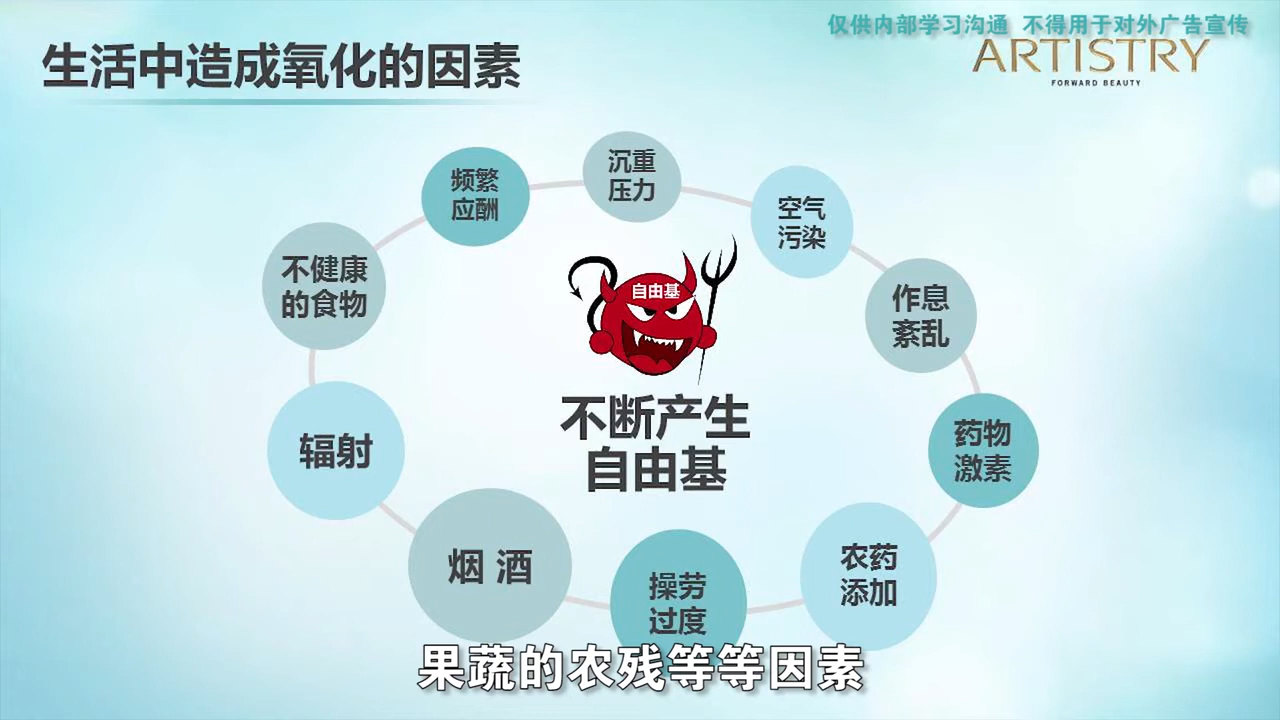 仅供内部学习沟通 不得用于对外广告宣传
生活中造成氧化的因素
ARTISTRY
FORWARD BEAUTY
沉重
压力
频繁
应酬
空气
污染
不健康
的食物
自由基
作息
紊乱
不断产生
自由基
药物
激素
辐射
烟 酒
操劳
过度
农药
添加
果蔬的农残等等因素